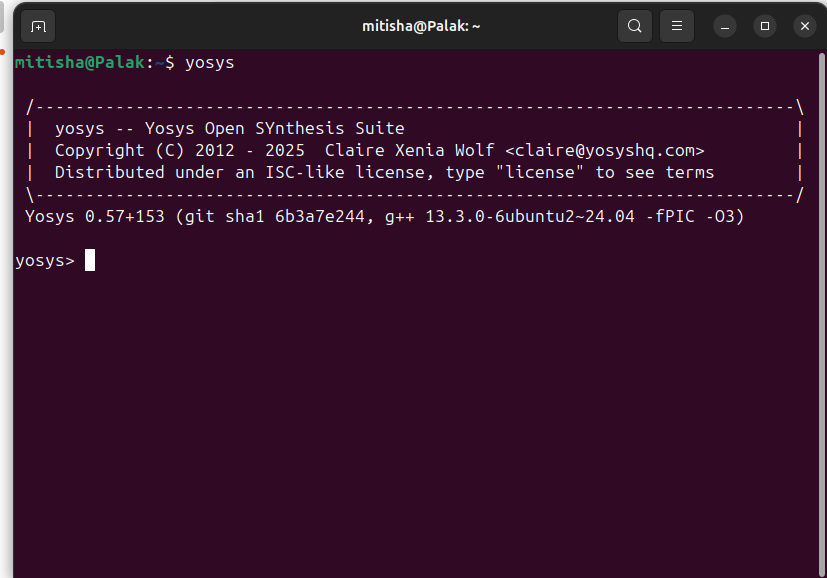 mitisha@Palak: ~
mitisha@Palak:~$ yosys
/----------------------------------------------------------------------------\
| yosys -- Yosys Open SYnthesis Suite |
| Copyright (C) 2012 - 2025 Claire Xenia Wolf <claire@yosyshq.com> |
| Distributed under an ISC-like license, type "license" to see terms |
\----------------------------------------------------------------------------/
Yosys 0.57+153 (git sha1 6b3a7e244, g++ 13.3.0-6ubuntu2~24.04 -fPIC -O3)
yosys>